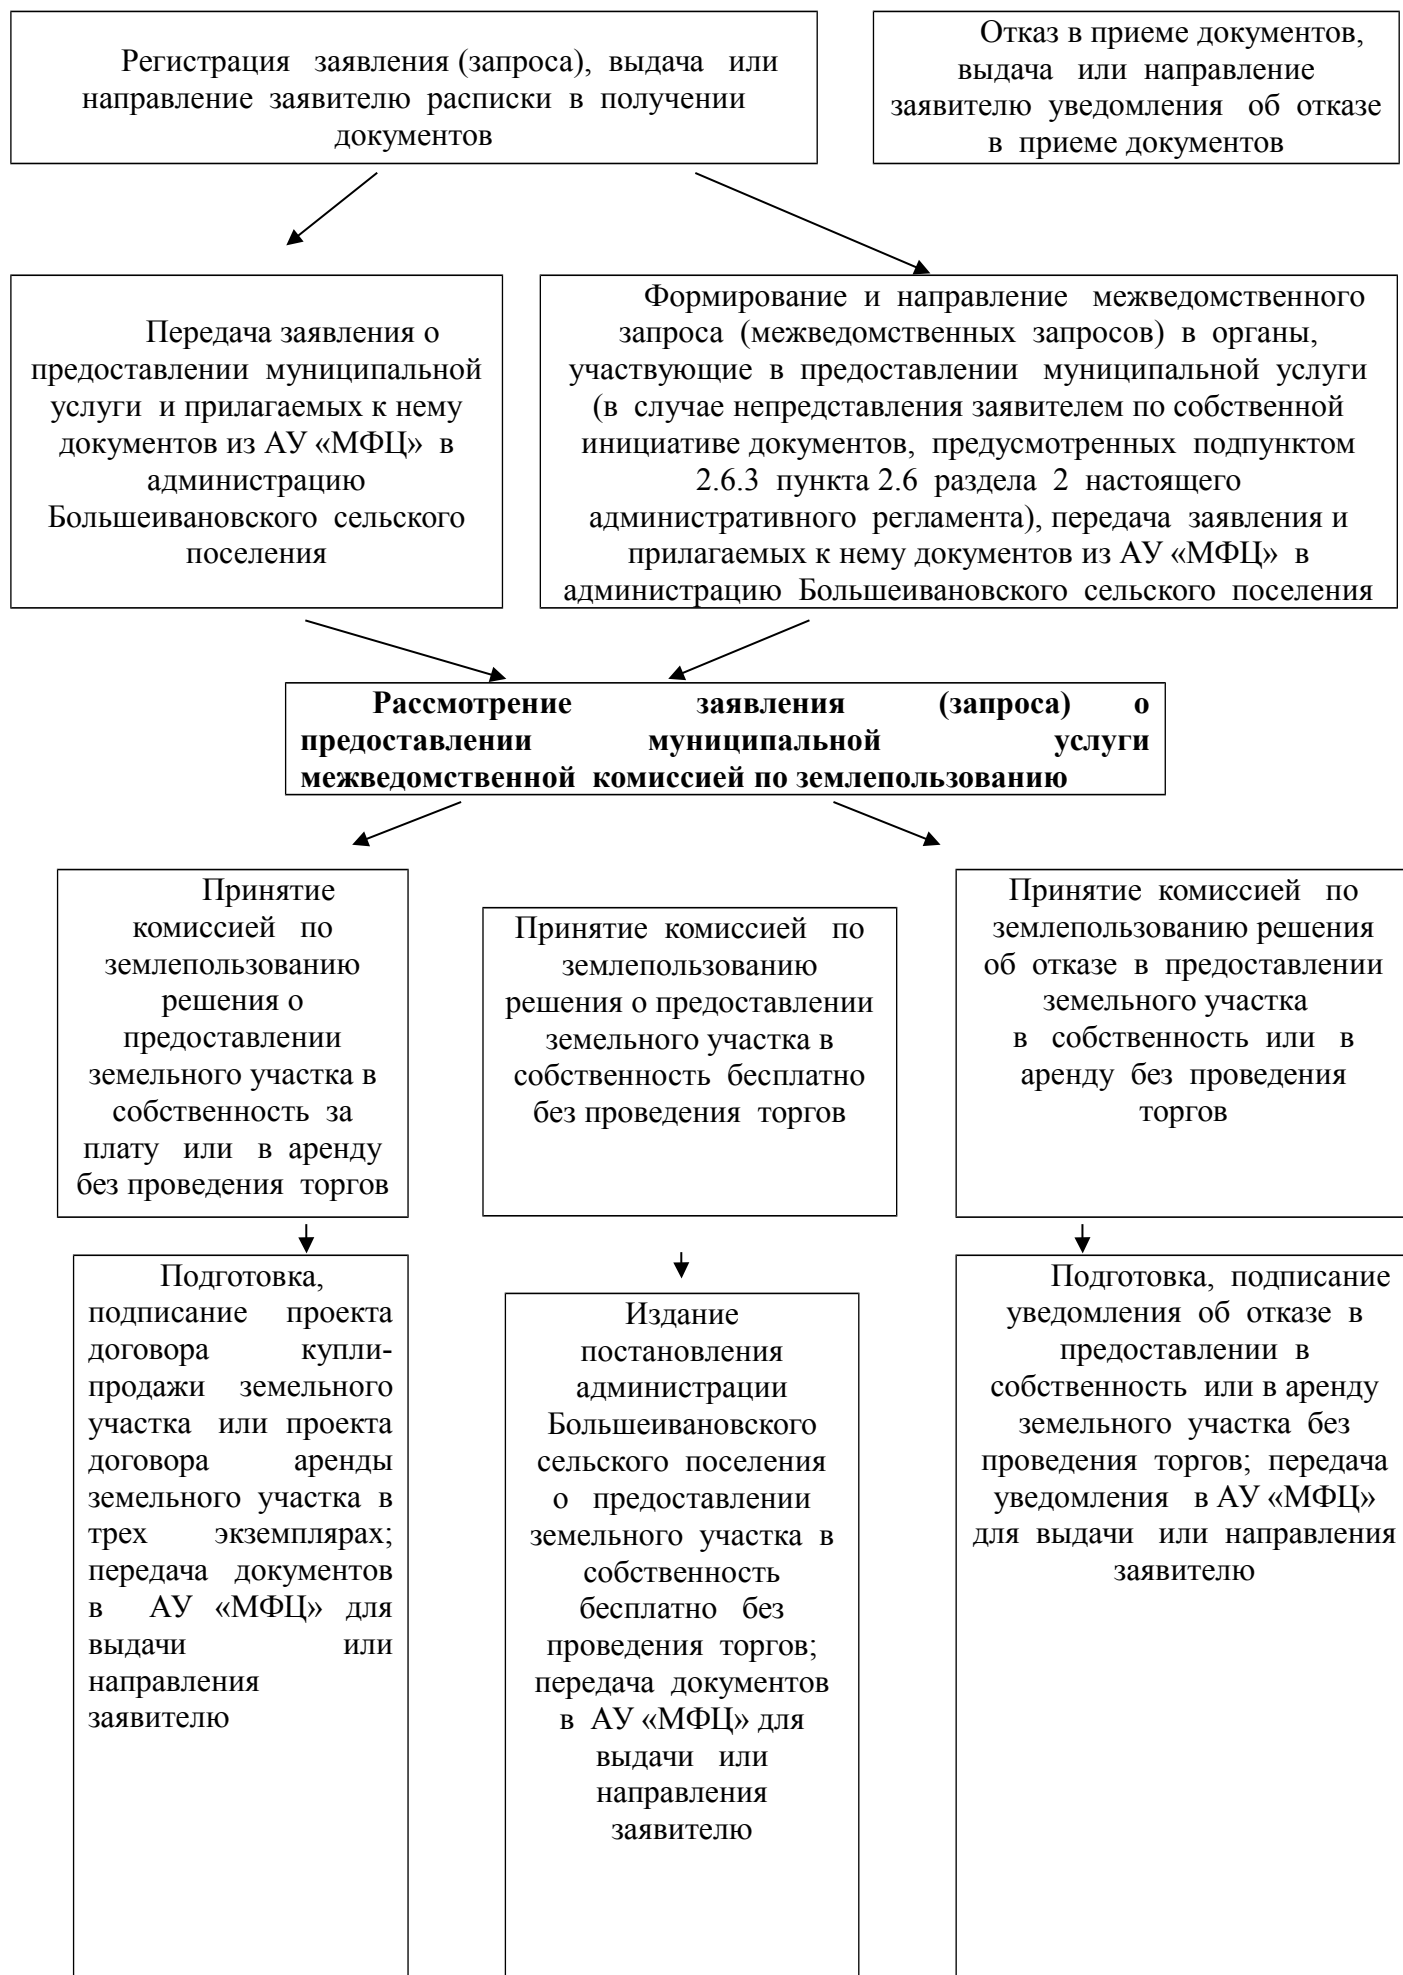 Регистрация заявления (запроса), выдача или
направление заявителю расписки в получении
документов
Отказ в приеме документов,
выдача или направление
заявителю уведомления об отказе
в приеме документов
Передача заявления о
предоставлении муниципальной
услуги и прилагаемых к нему
документов из АУ «МФЦ» в
администрацию
Большеивановского сельского
поселения
Формирование и направление межведомственного
запроса (межведомственных запросов) в органы,
участвующие в предоставлении муниципальной услуги
(в случае непредставления заявителем по собственной
инициативе документов, предусмотренных подпунктом
2.6.3 пункта 2.6 раздела 2 настоящего
административного регламента), передача заявления и
прилагаемых к нему документов из АУ «МФЦ» в
администрацию Большеивановского сельского поселения
Рассмотрение заявления (запроса) о
предоставлении муниципальной услуги
межведомственной комиссией по землепользованию
Принятие
комиссией по
землепользованию
решения о
предоставлении
земельного участка в
собственность за
плату или в аренду
без проведения торгов
Принятие комиссией по
землепользованию
решения о предоставлении
земельного участка в
собственность бесплатно
без проведения торгов
Принятие комиссией по
землепользованию решения
об отказе в предоставлении
земельного участка
в собственность или в
аренду без проведения
торгов
Подготовка,
подписание проекта
договора купли-
продажи земельного
участка или проекта
договора аренды
земельного участка в
трех экземплярах;
передача документов
в АУ «МФЦ» для
выдачи или
направления
заявителю
Издание
постановления
администрации
Большеивановского
сельского поселения
о предоставлении
земельного участка в
собственность
бесплатно без
проведения торгов;
передача документов
в АУ «МФЦ» для
выдачи или
направления
заявителю
Подготовка, подписание
уведомления об отказе в
предоставлении в
собственность или в аренду
земельного участка без
проведения торгов; передача
уведомления в АУ «МФЦ»
для выдачи или направления
заявителю